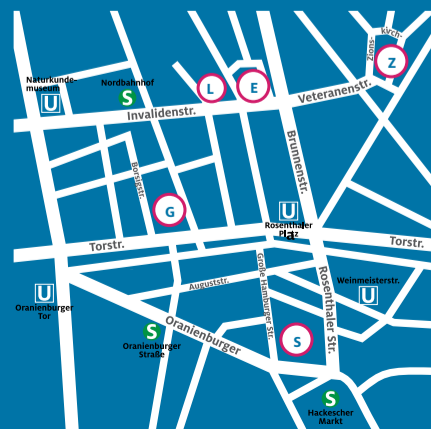 Zions-
kirch-
Z
Naturkunde-
museum
U
Nordbahnhof
S
L
E
Veteranenstr.
Invalidenstr.
Brunnenstr.
Borsigstr.
G
U
Rosenthaler
Platz
Torstr.
Torstr.
Große Hamburger Str.
Auguststr.
Rosenthaler Str.
Weinmeisterstr.
U
U
Oranienburger
Tor
S
Oranienburger
Straße
Oranienburger
S
S
Hackescher
Markt